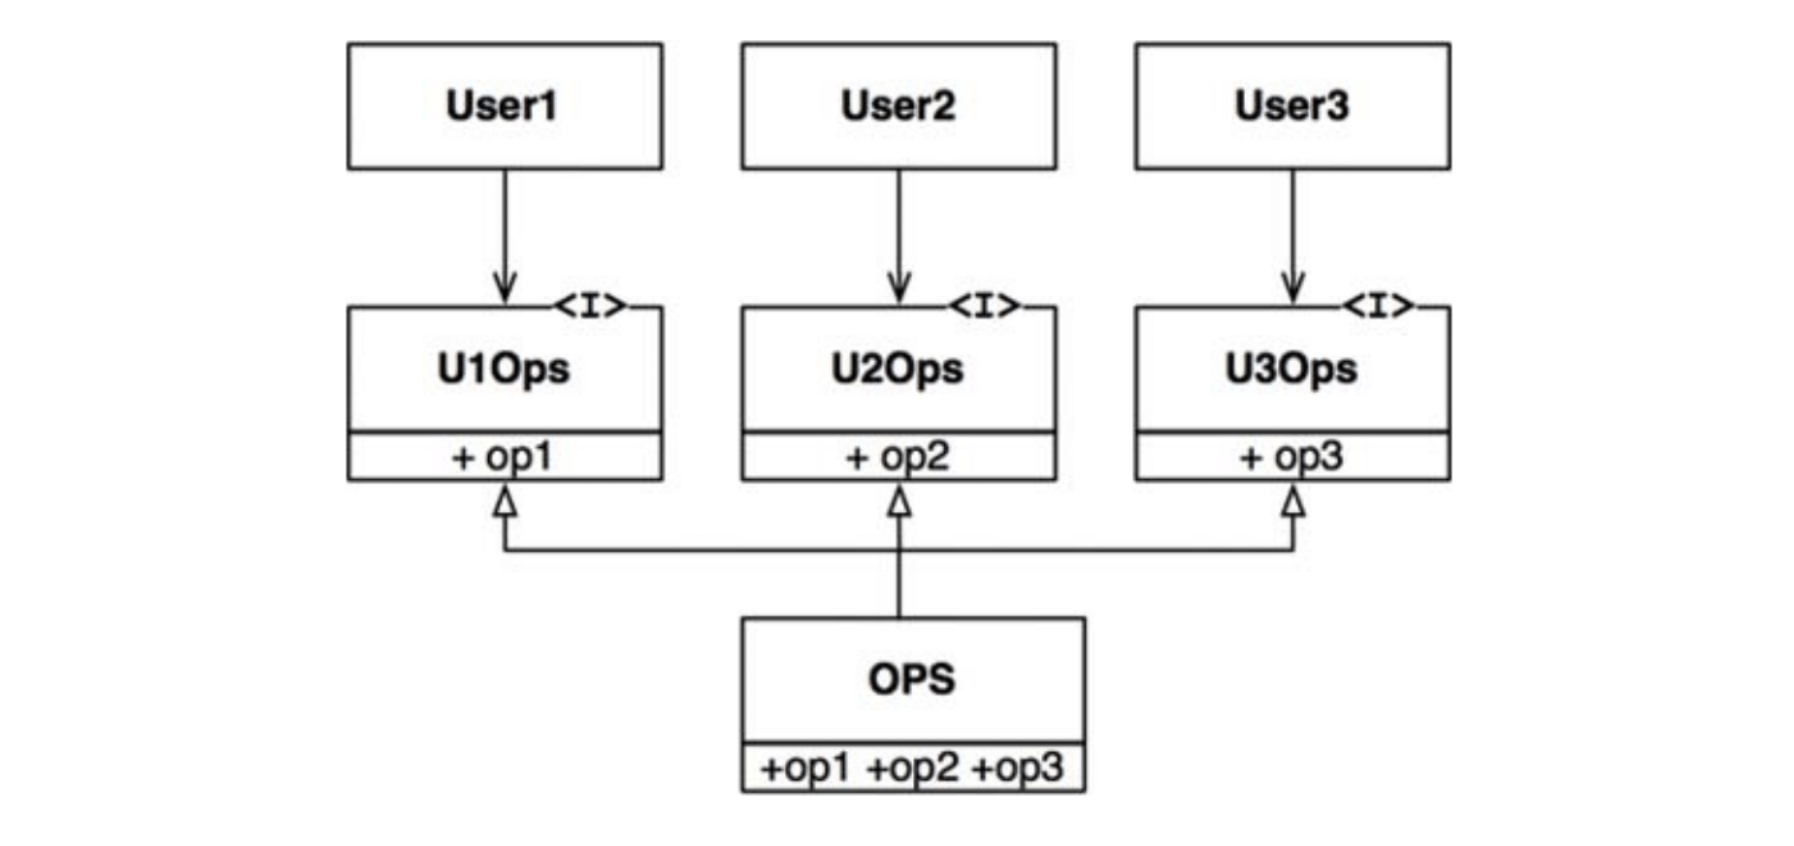 User1
User2
User3
<I>
<I>
<I>
U1Ops
U2Ops
U3Ops
+ op1
+ op2
+ op3
OPS
+op1 +op2 +op3